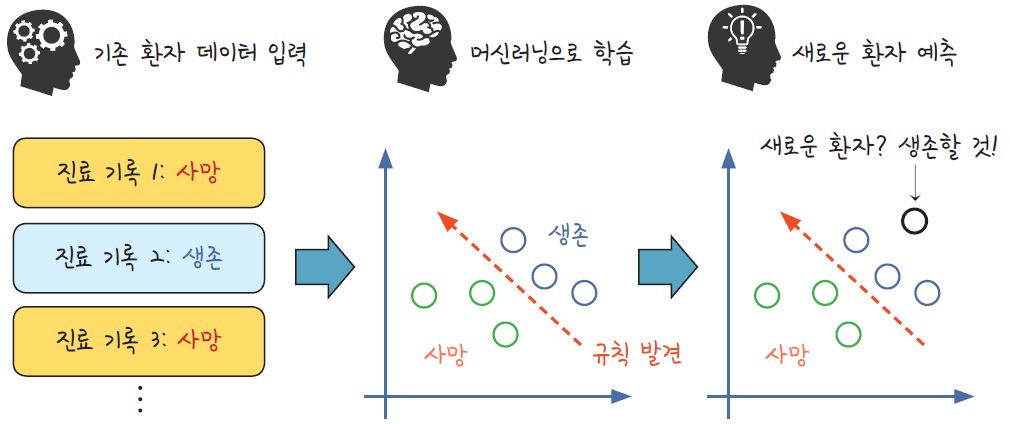 기존 환자 데이터 입력
머신러닝으로 학습
새로운 환자 예측
진료 기록 1: 사망
진료 기록 2: 생존
진료 기록 3: 사망
생존
사망
규칙 발견
새로운 환자? 생존할 것!
사망